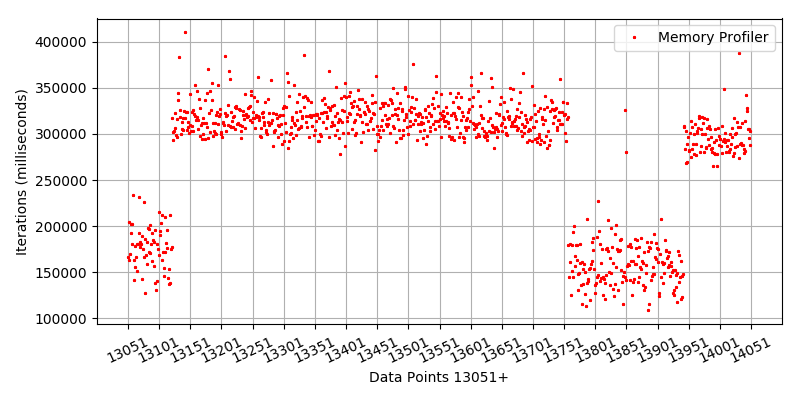 Memory Profiler
400000
350000
300000
250000
200000
150000
100000
Iterations (milliseconds)
13051 13101 13151 13201 13251 13301 13351 13401 13451 13501 13551 13601 13651 13701 13751 13801 13851 13901 13951 14001 14051
Data Points 13051+